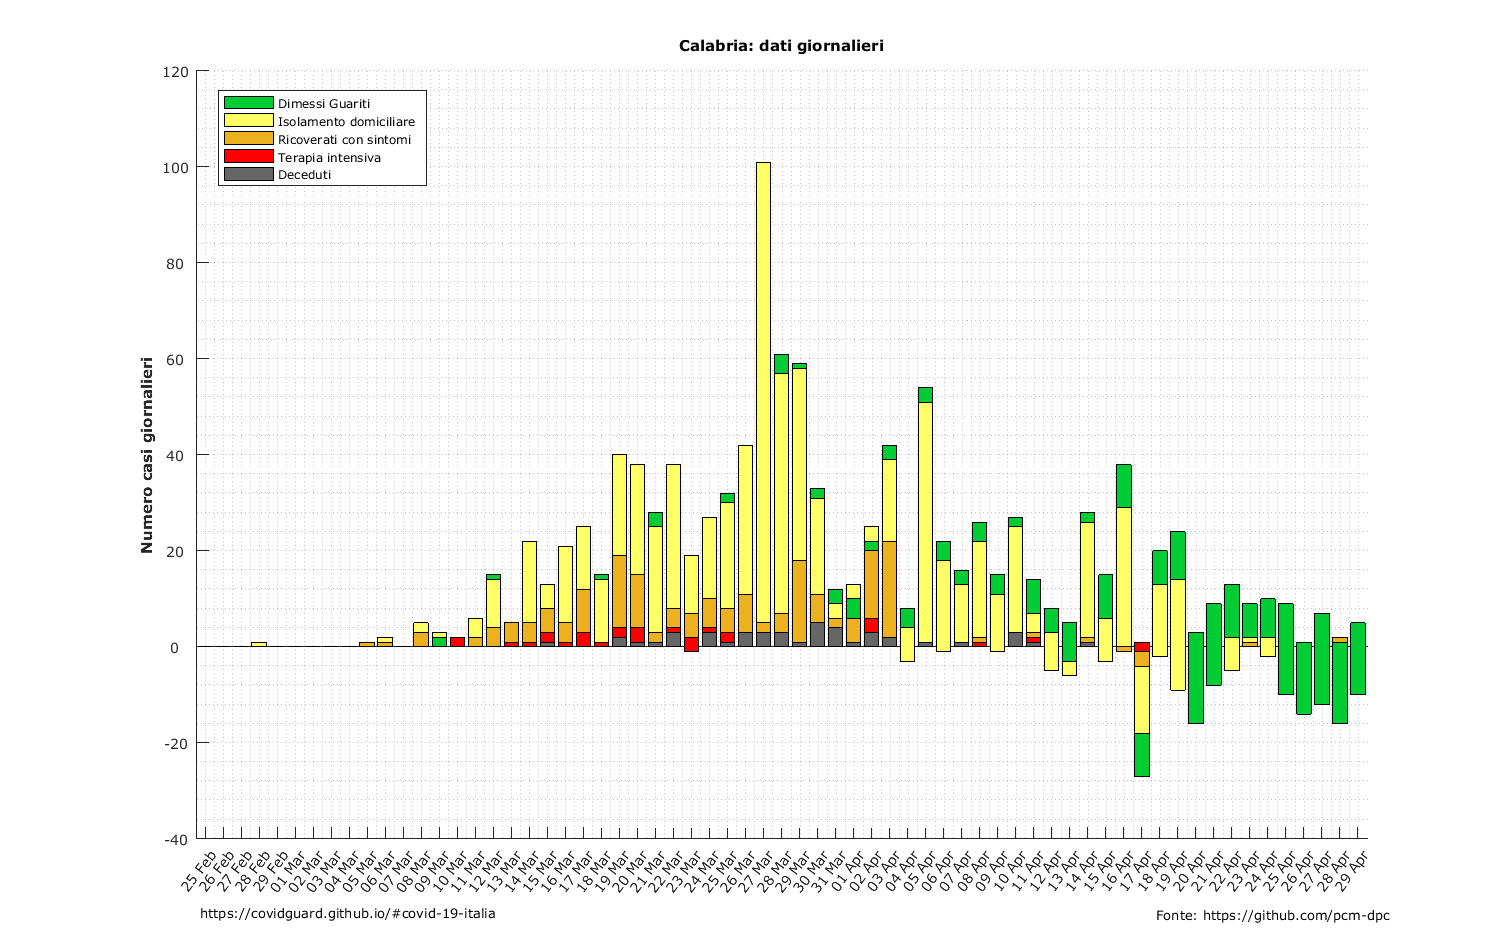 Calabria: dati giornalieri
120
100
80
60
40
20
0
-20
-40
Numero casi giornalieri
Dimessi Guariti
Isolamento domiciliare
Ricoverati con sintomi
Terapia intensiva
Deceduti
25 Feb
26 Feb
27 Feb
28 Feb
29 Feb
01 Mar
02 Mar
03 Mar
04 Mar
05 Mar
06 Mar
07 Mar
08 Mar
09 Mar
10 Mar
11 Mar
12 Mar
13 Mar
14 Mar
15 Mar
16 Mar
17 Mar
18 Mar
19 Mar
20 Mar
21 Mar
22 Mar
23 Mar
24 Mar
25 Mar
26 Mar
27 Mar
28 Mar
29 Mar
30 Mar
31 Mar
01 Apr
02 Apr
03 Apr
04 Apr
05 Apr
06 Apr
07 Apr
08 Apr
09 Apr
10 Apr
11 Apr
12 Apr
13 Apr
14 Apr
15 Apr
16 Apr
17 Apr
18 Apr
19 Apr
20 Apr
21 Apr
22 Apr
23 Apr
24 Apr
25 Apr
26 Apr
27 Apr
28 Apr
29 Apr
https://covidguard.github.io/#covid-19-italia
Fonte: https://github.com/pcm-dpc